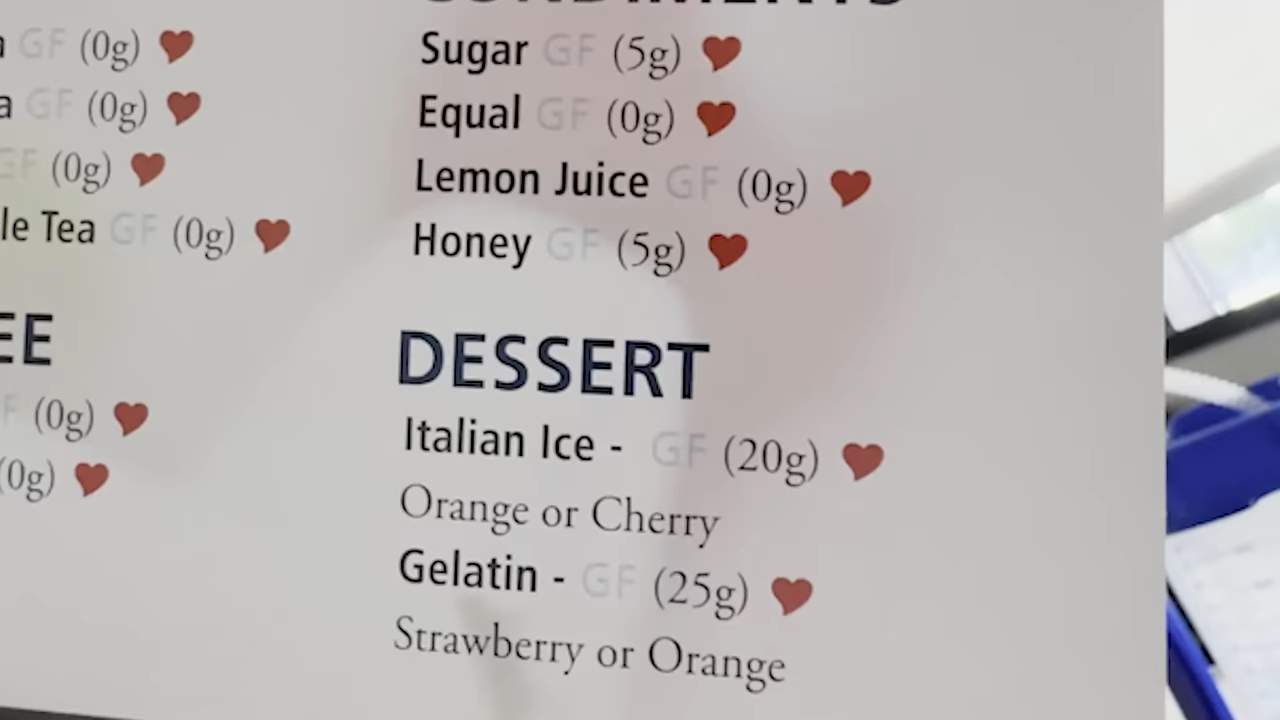 GF (0g)
GF (0g)
GF (0g)
Tea GF (0g)
(0g)
(0g)
CONDIMENTS
Sugar GF (5g)
Equal GF (0g)
Lemon Juice GF (0g)
Honey GF (5g)
DESSERT
Italian Ice - GF (20g)
Orange or Cherry
Gelatin - GF (25g)
Strawberry or Orange